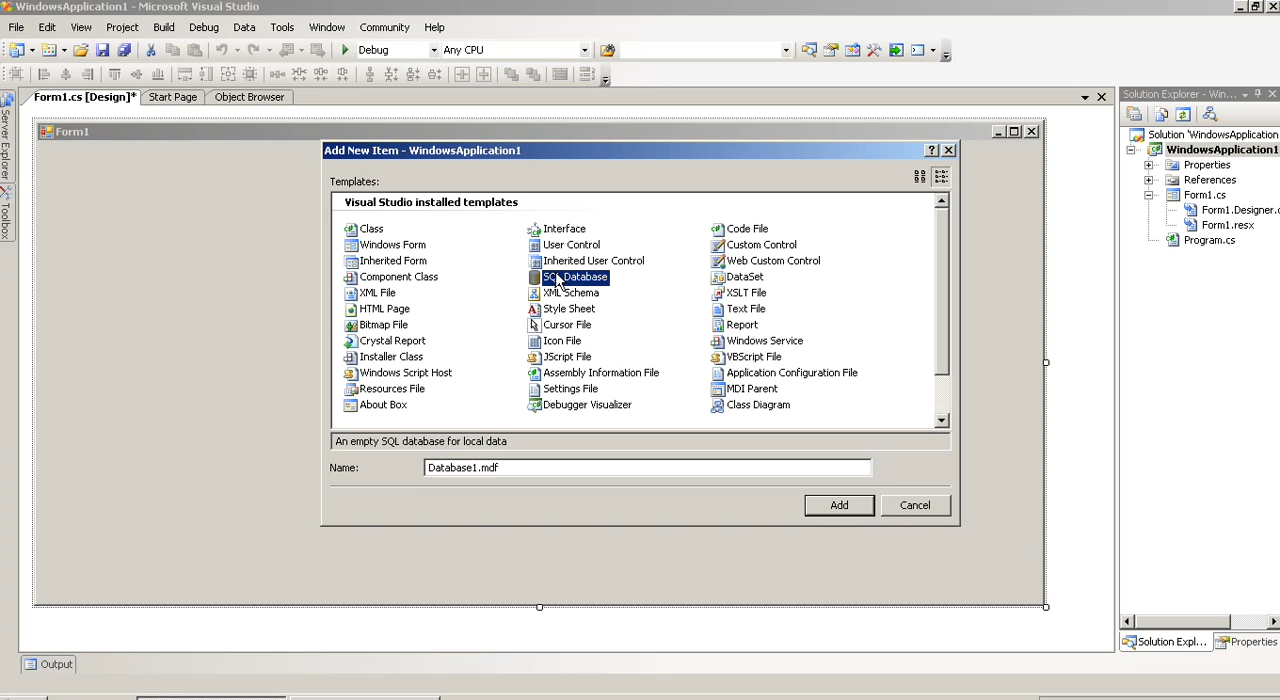 WindowsApplication1 - Microsoft Visual Studio
File Edit View Project Build Debug Data Tools Window Community Help
Debug Any CPU
Form1.cs [Design]* Start Page Object Browser
Server Explorer
Toolbox
Form1
Add New Item - WindowsApplication1
Templates:
Visual Studio installed templates
Class Interface Code File
Windows Form User Control Custom Control
Inherited Form Inherited User Control Web Custom Control
Component Class SQL Database DataSet
XML File XML Schema XSLT File
HTML Page Style Sheet Text File
Bitmap File Cursor File Report
Crystal Report Icon File Windows Service
Installer Class JScript File VBScript File
Windows Script Host Assembly Information File Application Configuration File
Resources File Settings File MDI Parent
About Box Debugger Visualizer Class Diagram
An empty SQL database for local data
Name: Database1.mdf
Add Cancel
Solution Explorer - Win...
Solution 'WindowsApplication
WindowsApplication1
Properties
References
Form1.cs
Form1.Designer.c
Form1.resx
Program.cs
Solution Expl... Properties
Output